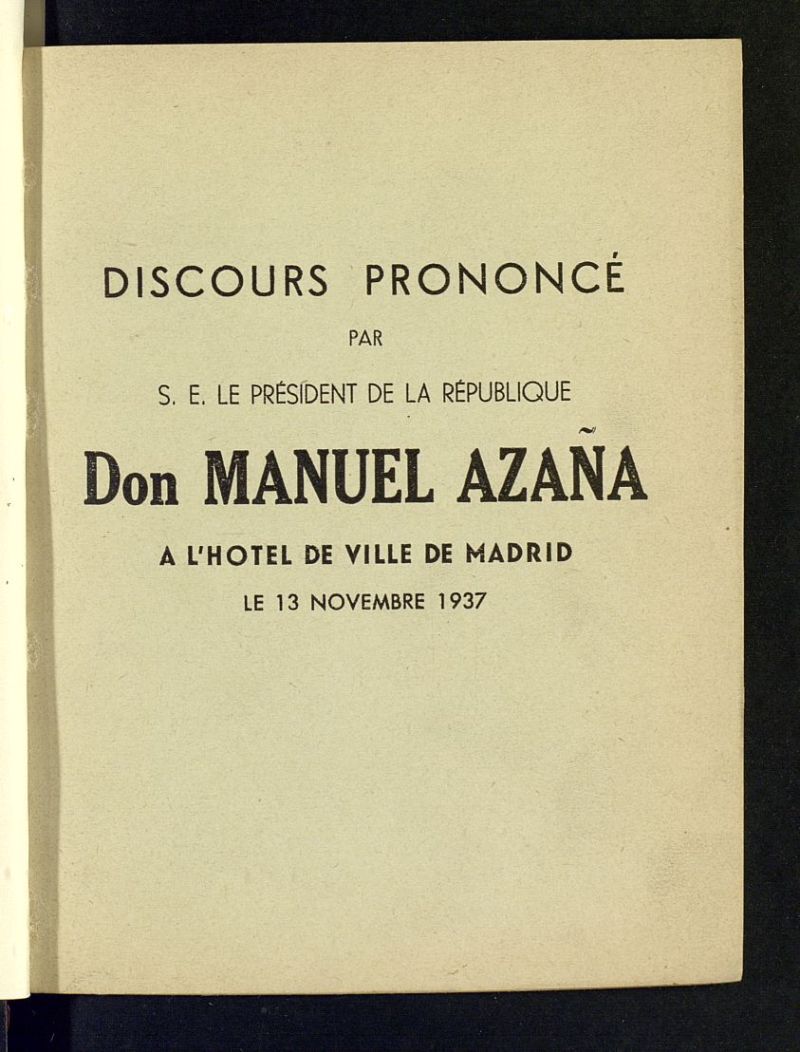 DISCOURS PRONONCÉ
PAR
S. E. LE PRÉSIDENT DE LA RÉPUBLIQUE
Don MANUEL AZAÑA
A L'HOTEL DE VILLE DE MADRID
LE 13 NOVEMBRE 1937